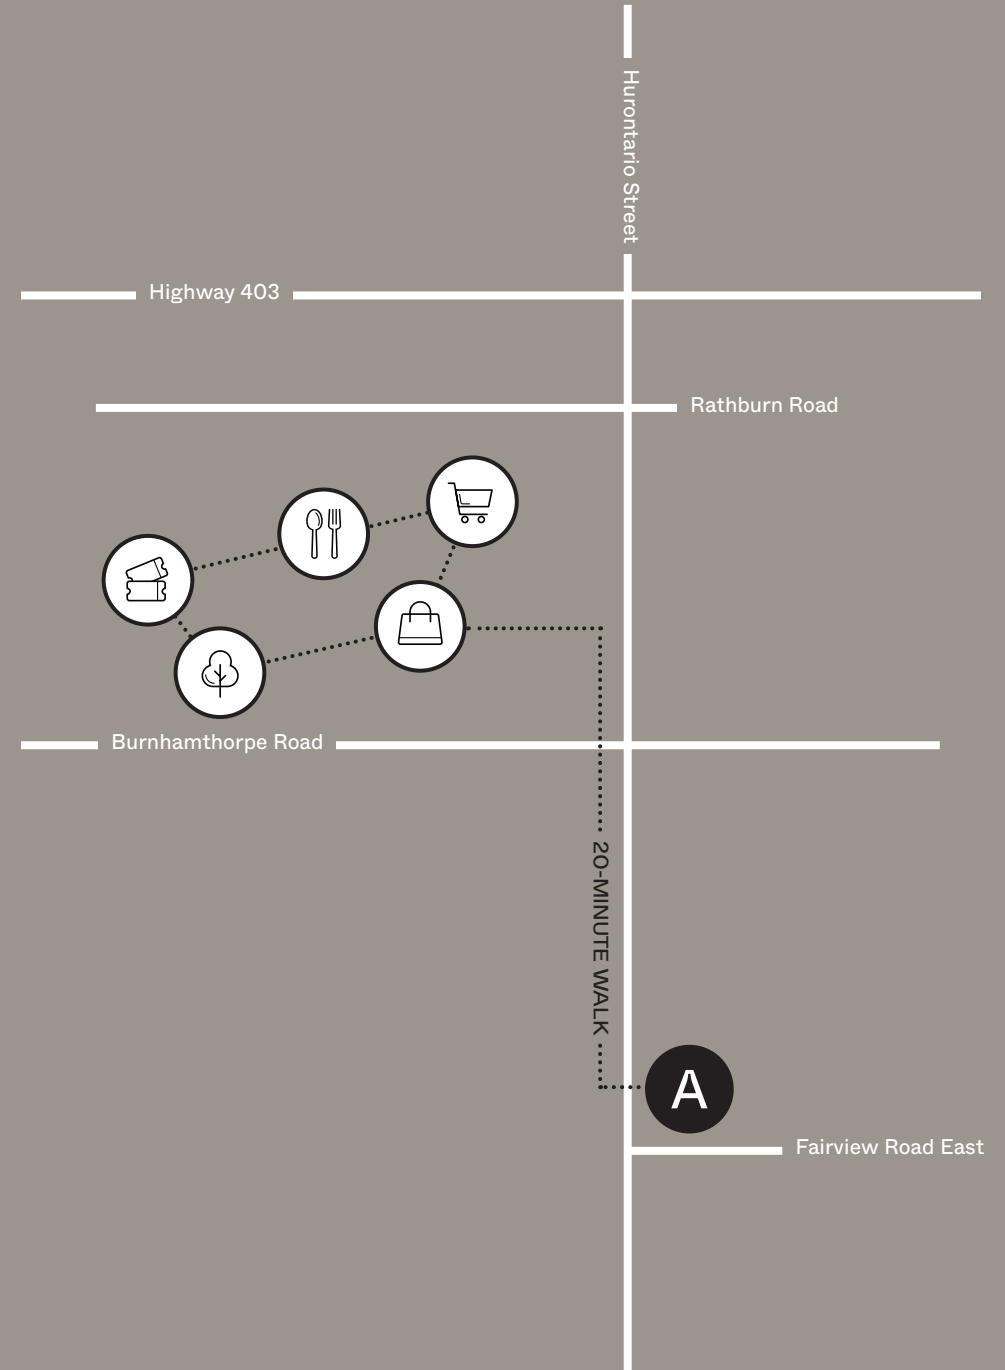 Hurontario Street
Highway 403
Rathburn Road
Burnhamthorpe Road
20-MINUTE WALK
A
Fairview Road East